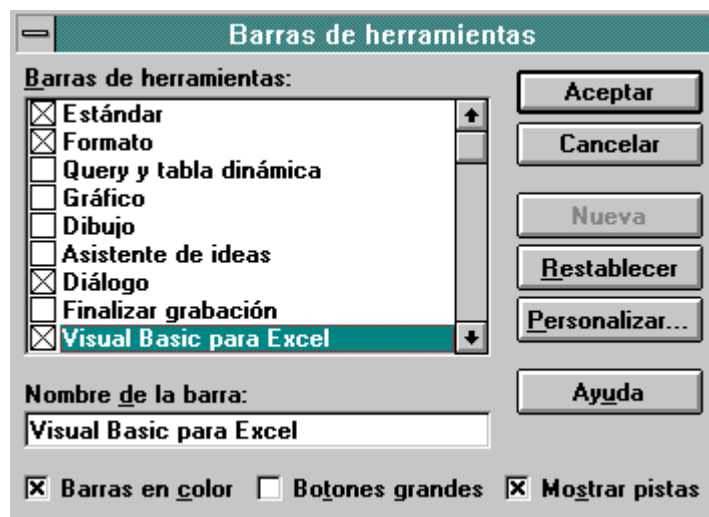 Barras de herramientas
Barras de herramientas:
Estándar
Formato
Query y tabla dinámica
Gráfico
Dibujo
Asistente de ideas
Diálogo
Finalizar grabación
Visual Basic para Excel
Aceptar
Cancelar
Nueva
Restablecer
Personalizar...
Ayuda
Nombre de la barra:
Visual Basic para Excel
Barras en color Botones grandes Mostrar pistas